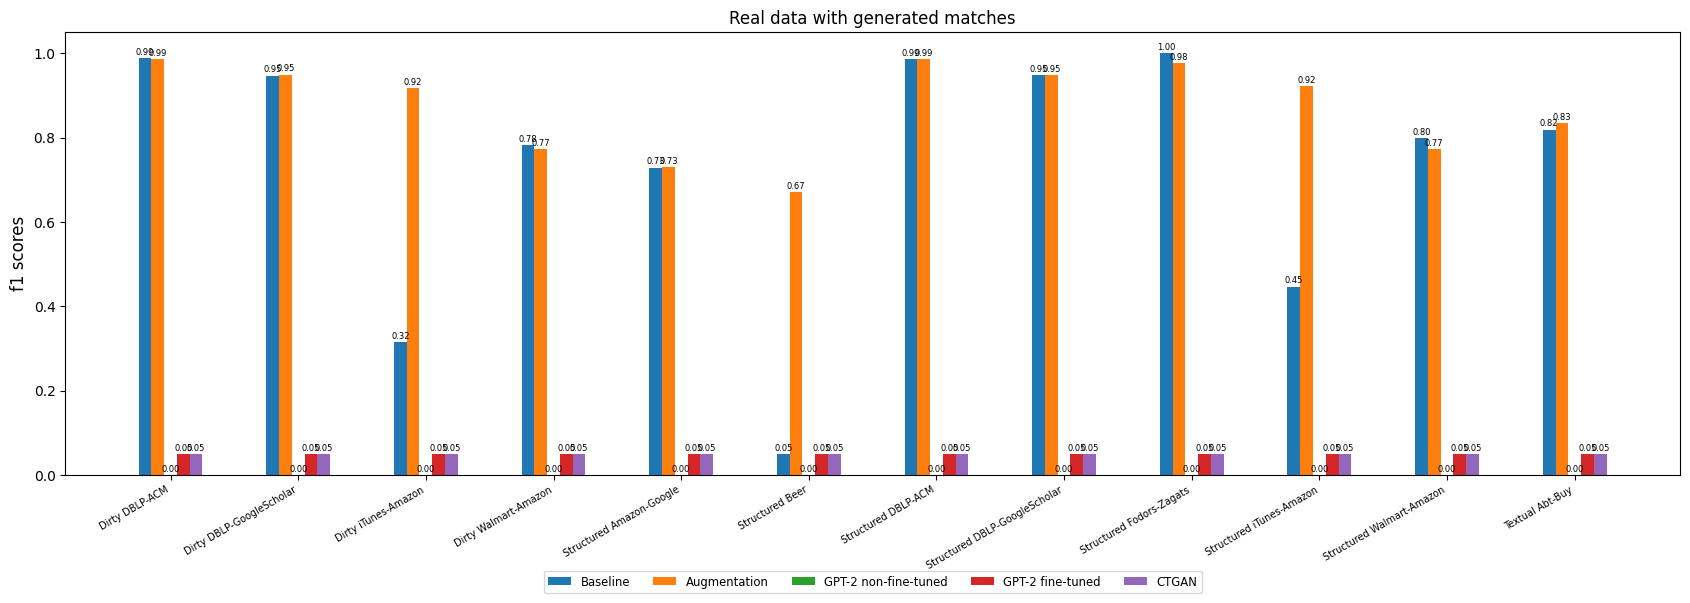 Real data with generated matches
f1 scores
1.0
0.8
0.6
0.4
0.2
0.0
0.99 0.99 0.00 0.05 0.05
0.95 0.95 0.00 0.05 0.05
0.32 0.92 0.00 0.05 0.05
0.78 0.77 0.00 0.05 0.05
0.73 0.73 0.00 0.05 0.05
0.05 0.67 0.00 0.05 0.05
0.99 0.99 0.00 0.05 0.05
0.95 0.95 0.00 0.05 0.05
1.00 0.98 0.00 0.05 0.05
0.45 0.92 0.00 0.05 0.05
0.80 0.77 0.00 0.05 0.05
0.82 0.83 0.00 0.05 0.05
Dirty DBLP-ACM
Dirty DBLP-GoogleScholar
Dirty iTunes-Amazon
Dirty Walmart-Amazon
Structured Amazon-Google
Structured Beer
Structured DBLP-ACM
Structured DBLP-GoogleScholar
Structured Fodors-Zagats
Structured iTunes-Amazon
Structured Walmart-Amazon
Textual Abt-Buy
Baseline
Augmentation
GPT-2 non-fine-tuned
GPT-2 fine-tuned
CTGAN